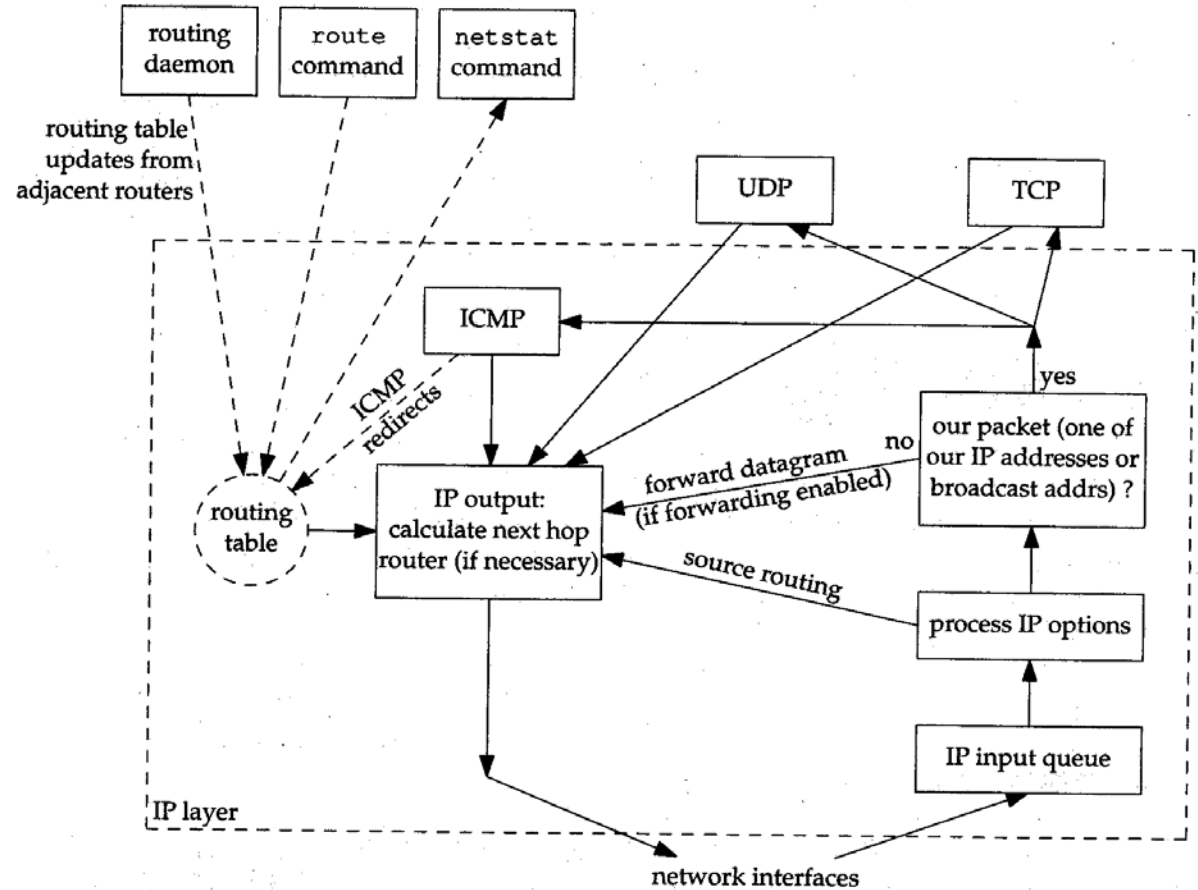 routing
daemon
route
command
netstat
command
routing table
updates from
adjacent routers
UDP
TCP
ICMP
yes
ICMP
redirects
our packet (one of
our IP addresses or
broadcast addrs) ?
no
forward datagram
(if forwarding enabled)
IP output:
calculate next hop
router (if necessary)
routing
table
source routing
process IP options
IP input queue
IP layer
network interfaces